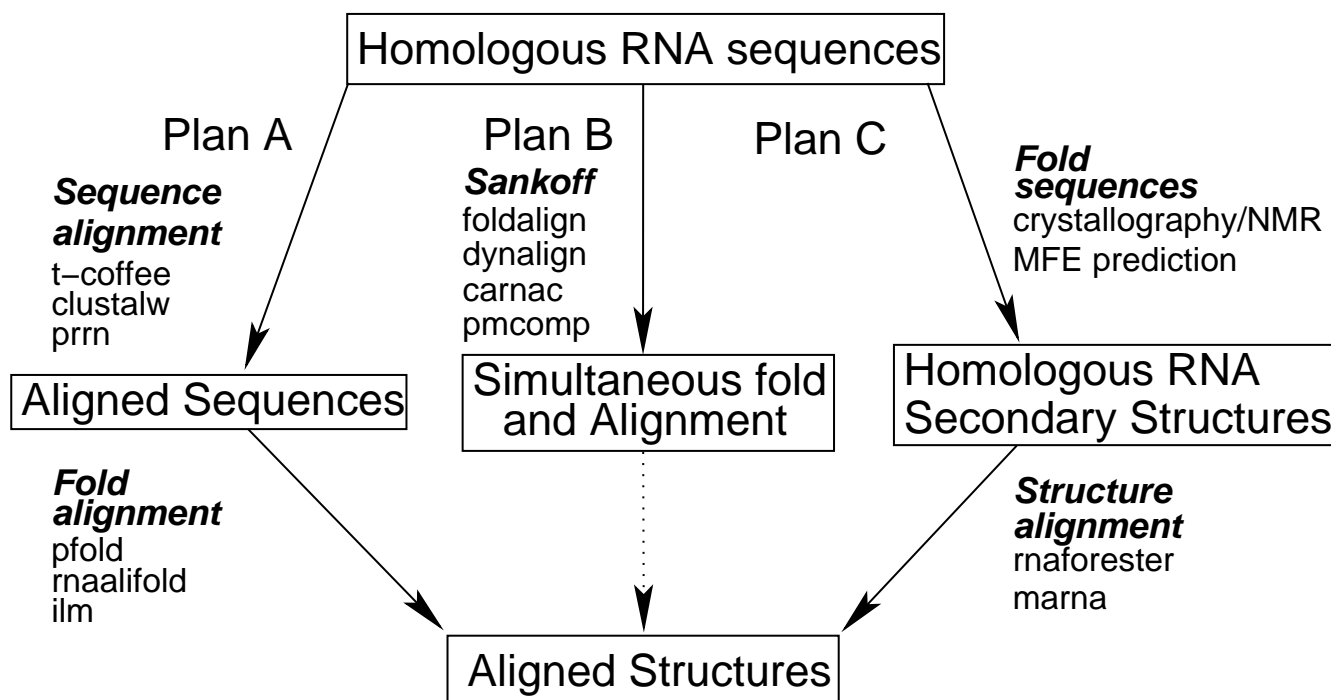 Homologous RNA sequences
Plan A
Sequence
alignment
t−coffee
clustalw
prrn
Plan B
Sankoff
foldalign
dynalign
carnac
pmcomp
Plan C
Fold
sequences
crystallography/NMR
MFE prediction
Aligned Sequences
Simultaneous fold
and Alignment
Homologous RNA
Secondary Structures
Fold
alignment
pfold
rnaalifold
ilm
Structure
alignment
rnaforester
marna
Aligned Structures